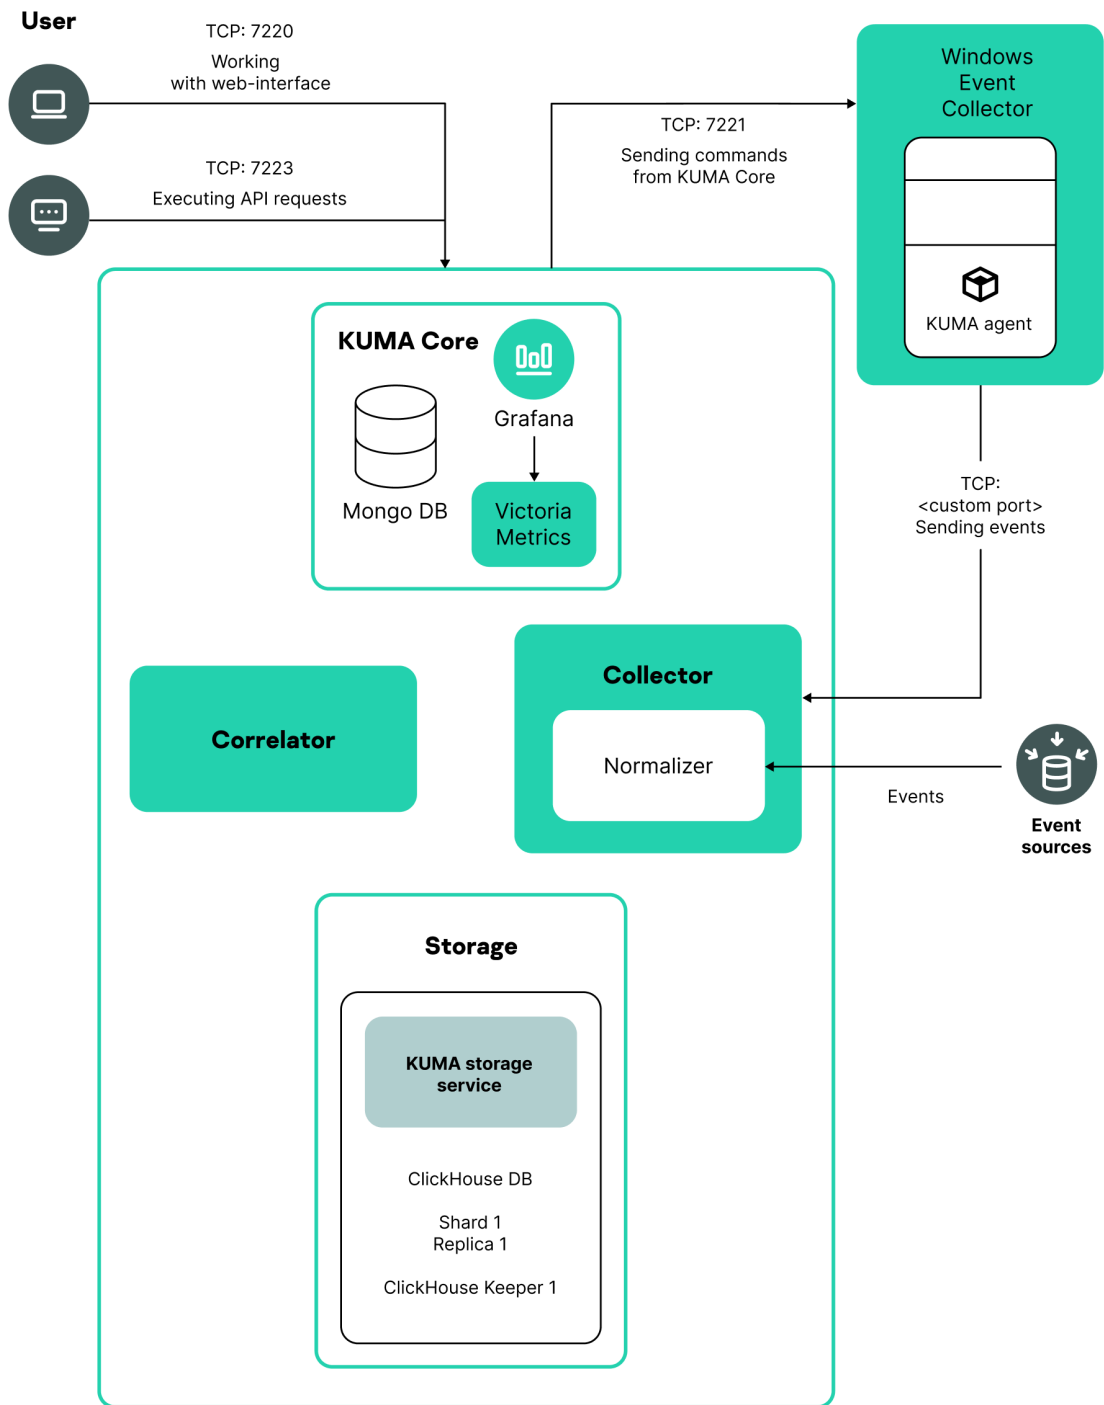 User
TCP: 7220
Working
with web-interface
TCP: 7223
Executing API requests
TCP: 7221
Sending commands
from KUMA Core
Windows
Event
Collector
KUMA agent
KUMA Core
Grafana
Mongo DB
Victoria
Metrics
TCP:
<custom port>
Sending events
Correlator
Collector
Normalizer
Events
Event
sources
Storage
KUMA storage
service
ClickHouse DB
Shard 1
Replica 1
ClickHouse Keeper 1